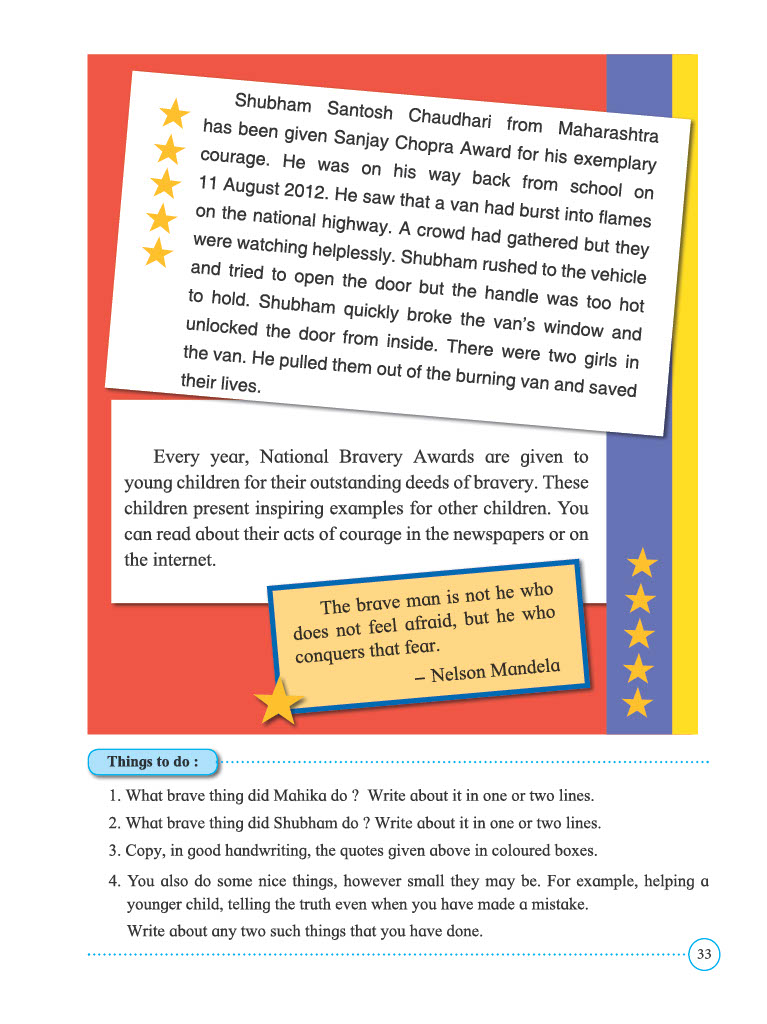 Shubham Santosh Chaudhari from Maharashtra
has been given Sanjay Chopra Award for his exemplary
courage. He was on his way back from school on
11 August 2012. He saw that a van had burst into flames
on the national highway. A crowd had gathered but they
were watching helplessly. Shubham rushed to the vehicle
and tried to open the door but the handle was too hot
to hold. Shubham quickly broke the van's window and
unlocked the door from inside. There were two girls in
the van. He pulled them out of the burning van and saved
their lives.
Every year, National Bravery Awards are given to
young children for their outstanding deeds of bravery. These
children present inspiring examples for other children. You
can read about their acts of courage in the newspapers or on
the internet.
The brave man is not he who
does not feel afraid, but he who
conquers that fear.
– Nelson Mandela
Things to do :
1. What brave thing did Mahika do ? Write about it in one or two lines.
2. What brave thing did Shubham do ? Write about it in one or two lines.
3. Copy, in good handwriting, the quotes given above in coloured boxes.
4. You also do some nice things, however small they may be. For example, helping a
younger child, telling the truth even when you have made a mistake.
Write about any two such things that you have done.
33